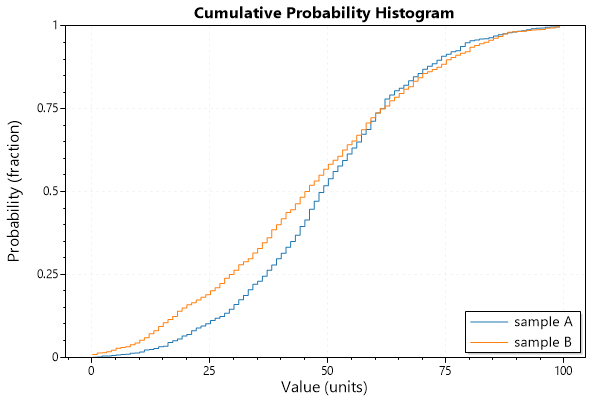 Cumulative Probability Histogram
Probability (fraction)
1
0.75
0.5
0.25
0
0 25 50 75 100
Value (units)
sample A
sample B